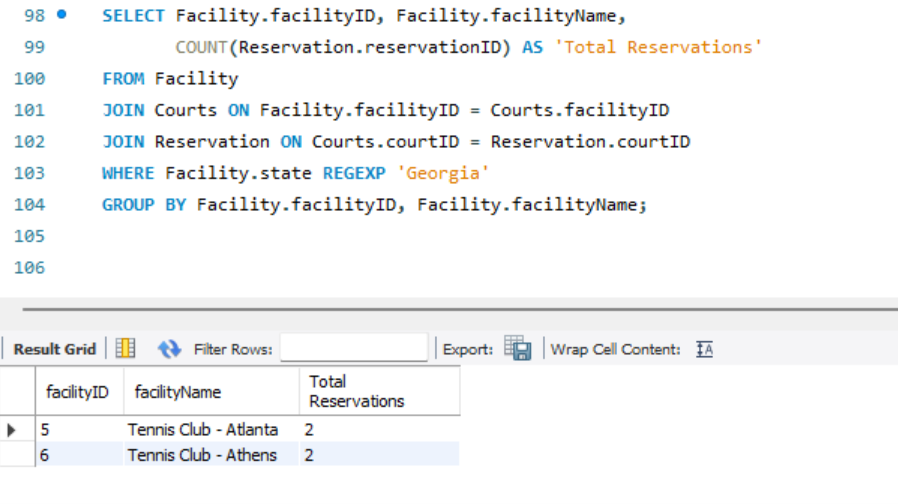 98 SELECT Facility.facilityID, Facility.facilityName,
99 COUNT(Reservation.reservationID) AS 'Total Reservations'
100 FROM Facility
101 JOIN Courts ON Facility.facilityID = Courts.facilityID
102 JOIN Reservation ON Courts.courtID = Reservation.courtID
103 WHERE Facility.state REGEXP 'Georgia'
104 GROUP BY Facility.facilityID, Facility.facilityName;
105
106
Result Grid Filter Rows: Export: Wrap Cell Content: IA
facilityID facilityName Total Reservations
5 Tennis Club - Atlanta 2
6 Tennis Club - Athens 2